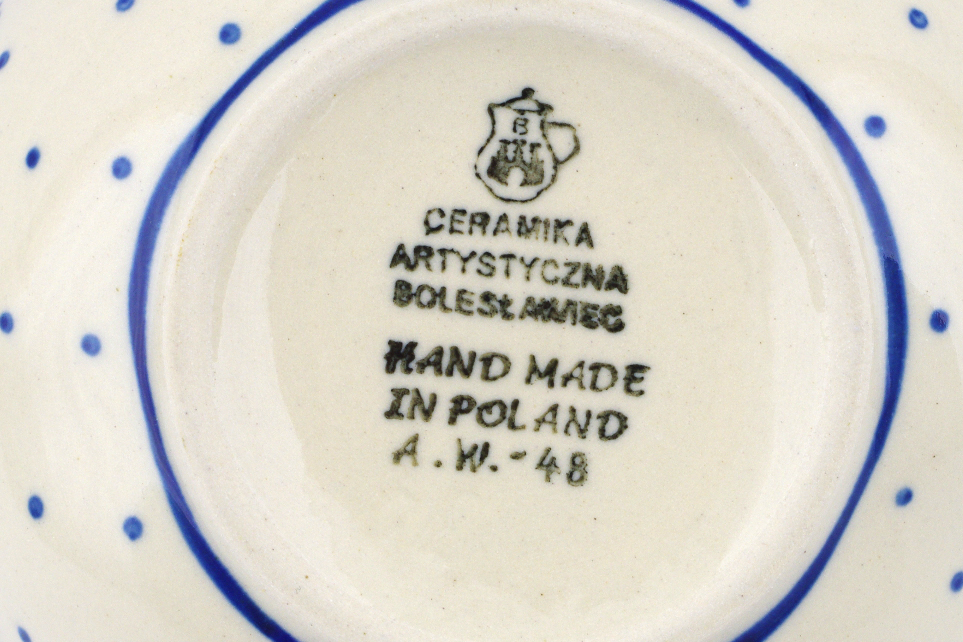 B
CERAMIKA
ARTYSTYCZNA
BOLESŁAWIEC
HAND MADE
IN POLAND
A.W.-48